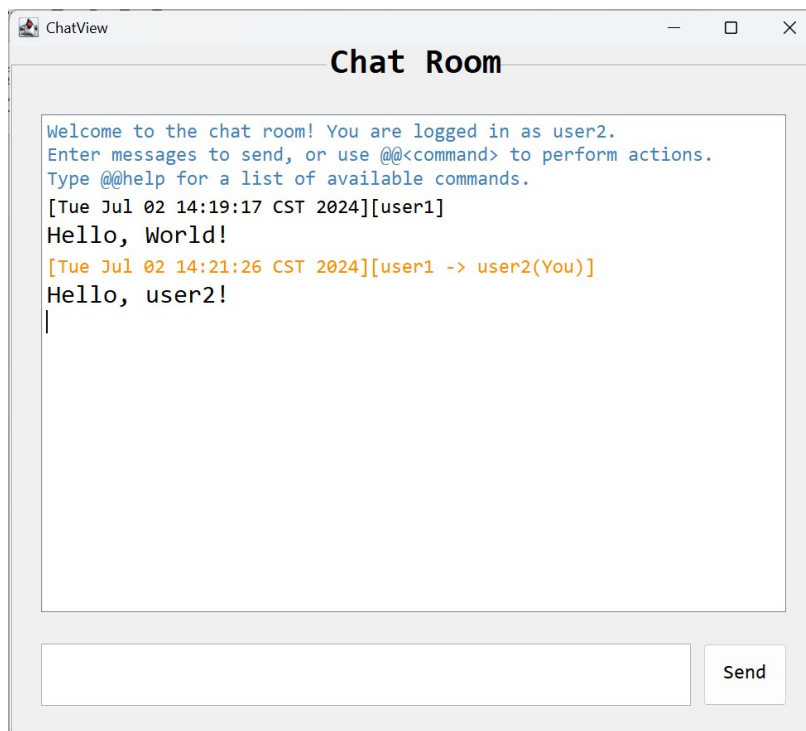 ChatView
Chat Room
Welcome to the chat room! You are logged in as user2.
Enter messages to send, or use @@<command> to perform actions.
Type @@help for a list of available commands.
[Tue Jul 02 14:19:17 CST 2024][user1]
Hello, World!
[Tue Jul 02 14:21:26 CST 2024][user1 -> user2(You)]
Hello, user2!
Send